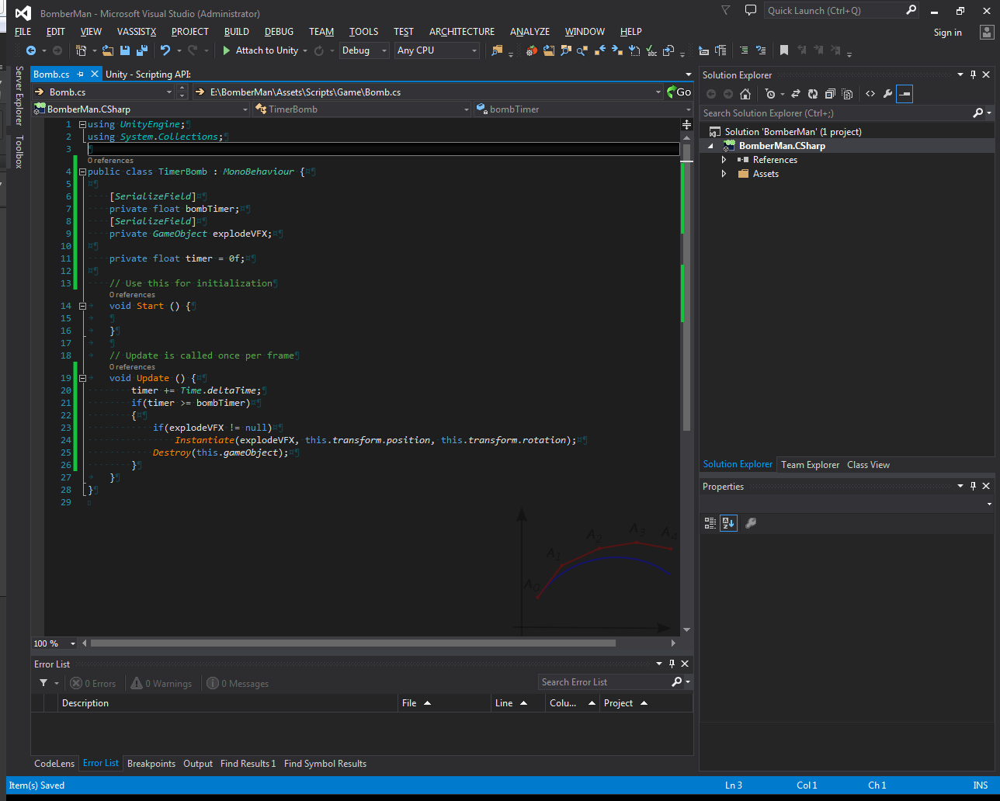 BomberMan - Microsoft Visual Studio (Administrator)
Quick Launch (Ctrl+Q)
FILE EDIT VIEW VASSISTX PROJECT BUILD DEBUG TEAM TOOLS TEST ARCHITECTURE ANALYZE WINDOW HELP
Sign in
Attach to Unity Debug Any CPU
Server Explorer
Toolbox
Bomb.cs Unity - Scripting API:
Bomb.cs E:\BomberMan\Assets\Scripts\Game\Bomb.cs Go
BomberMan.CSharp TimerBomb bombTimer
1 using UnityEngine;
2 using System.Collections;
3
0 references
4 public class TimerBomb : MonoBehaviour {
5
6 [SerializeField]
7 private float bombTimer;
8 [SerializeField]
9 private GameObject explodeVFX;
10
11 private float timer = 0f;
12
13 // Use this for initialization
0 references
14 void Start () {
15
16 }
17
18 // Update is called once per frame
0 references
19 void Update () {
20 timer += Time.deltaTime;
21 if(timer >= bombTimer)
22 {
23 if(explodeVFX != null)
24 Instantiate(explodeVFX, this.transform.position, this.transform.rotation);
25 Destroy(this.gameObject);
26 }
27 }
28 }
29
A0 A1 A2 A3 A4
100 %
Error List
0 Errors 0 Warnings 0 Messages
Search Error List
Description File Line Colu... Project
CodeLens Error List Breakpoints Output Find Results 1 Find Symbol Results
Solution Explorer
Search Solution Explorer (Ctrl+;)
Solution 'BomberMan' (1 project)
BomberMan.CSharp
References
Assets
Solution Explorer Team Explorer Class View
Properties
Item(s) Saved Ln 3 Col 1 Ch 1 INS